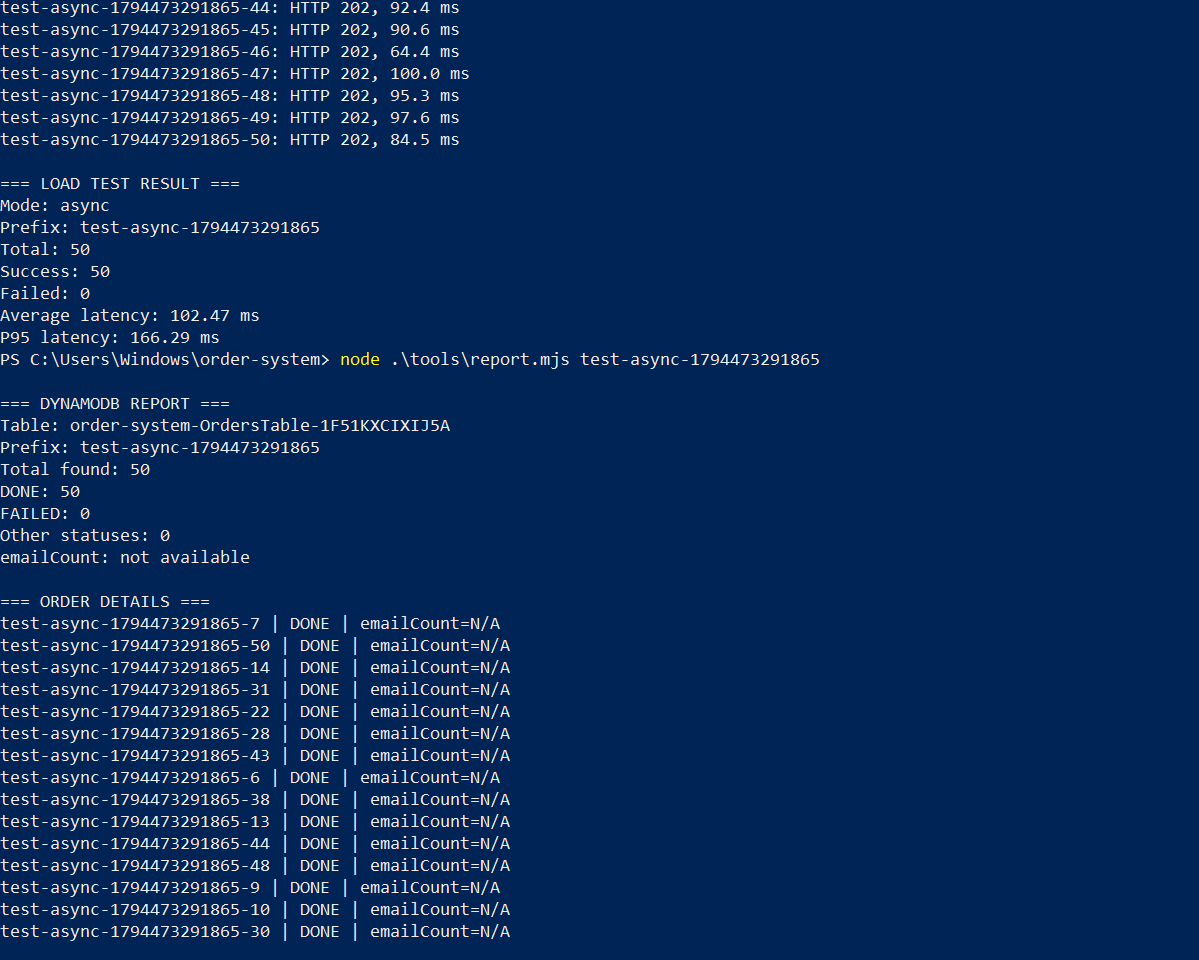 test-async-1794473291865-44: HTTP 202, 92.4 ms
test-async-1794473291865-45: HTTP 202, 90.6 ms
test-async-1794473291865-46: HTTP 202, 64.4 ms
test-async-1794473291865-47: HTTP 202, 100.0 ms
test-async-1794473291865-48: HTTP 202, 95.3 ms
test-async-1794473291865-49: HTTP 202, 97.6 ms
test-async-1794473291865-50: HTTP 202, 84.5 ms
=== LOAD TEST RESULT ===
Mode: async
Prefix: test-async-1794473291865
Total: 50
Success: 50
Failed: 0
Average latency: 102.47 ms
P95 latency: 166.29 ms
PS C:\Users\Windows\order-system> node .\tools\report.mjs test-async-1794473291865
=== DYNAMODB REPORT ===
Table: order-system-OrdersTable-1F51KXCIXIJ5A
Prefix: test-async-1794473291865
Total found: 50
DONE: 50
FAILED: 0
Other statuses: 0
emailCount: not available
=== ORDER DETAILS ===
test-async-1794473291865-7 | DONE | emailCount=N/A
test-async-1794473291865-50 | DONE | emailCount=N/A
test-async-1794473291865-14 | DONE | emailCount=N/A
test-async-1794473291865-31 | DONE | emailCount=N/A
test-async-1794473291865-22 | DONE | emailCount=N/A
test-async-1794473291865-28 | DONE | emailCount=N/A
test-async-1794473291865-43 | DONE | emailCount=N/A
test-async-1794473291865-6 | DONE | emailCount=N/A
test-async-1794473291865-38 | DONE | emailCount=N/A
test-async-1794473291865-13 | DONE | emailCount=N/A
test-async-1794473291865-44 | DONE | emailCount=N/A
test-async-1794473291865-48 | DONE | emailCount=N/A
test-async-1794473291865-9 | DONE | emailCount=N/A
test-async-1794473291865-10 | DONE | emailCount=N/A
test-async-1794473291865-30 | DONE | emailCount=N/A